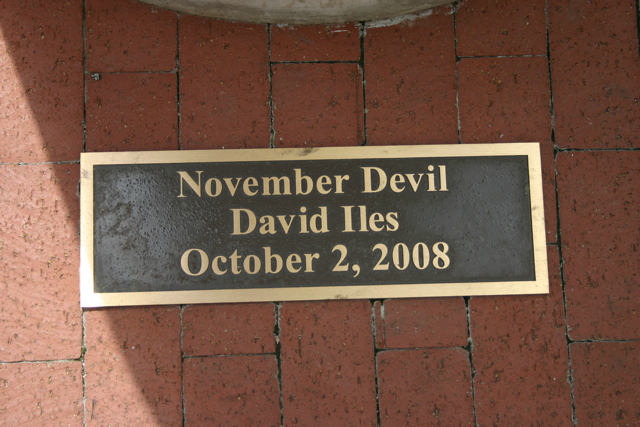 November Devil
David Iles
October 2, 2008